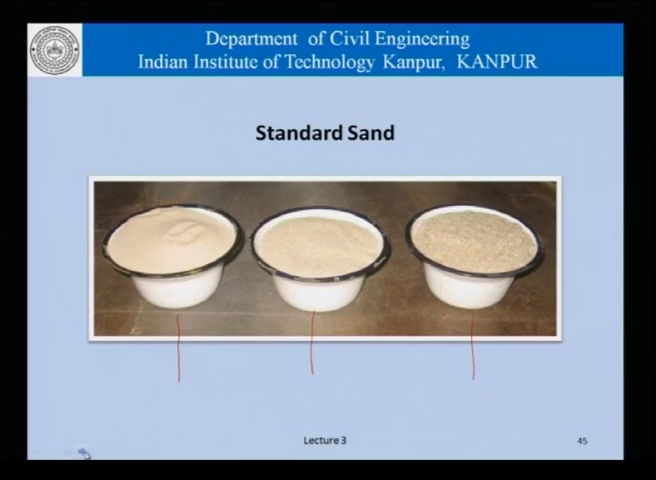 Department of Civil Engineering
Indian Institute of Technology Kanpur, KANPUR
Standard Sand
Lecture 3
45